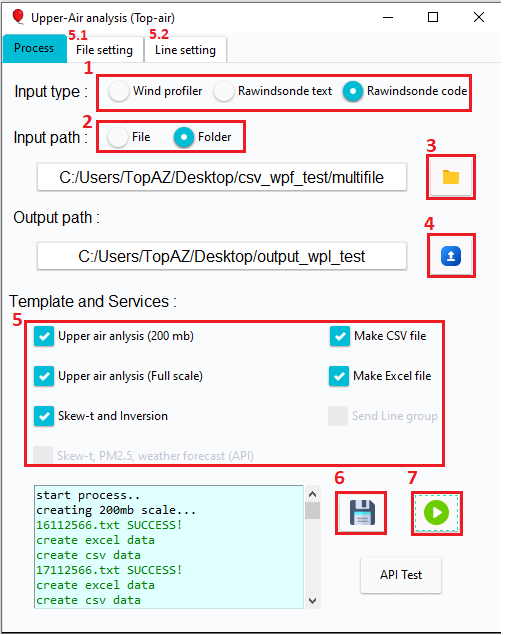 Upper-Air analysis (Top-air)
5.1 5.2
Process File setting Line setting
1
Input type : Wind profiler Rawindsonde text Rawindsonde code
2
Input path : File Folder
3
C:/Users/TopAZ/Desktop/csv_wpf_test/multifile
Output path :
4
C:/Users/TopAZ/Desktop/output_wpl_test
Template and Services :
5
Upper air anlysis (200 mb) Make CSV file
Upper air anlysis (Full scale) Make Excel file
Skew-t and Inversion Send Line group
Skew-t, PM2.5, weather forecast (API)
6 7
start process..
creating 200mb scale...
16112566.txt SUCCESS!
create excel data
create csv data
17112566.txt SUCCESS!
create excel data
create csv data
API Test